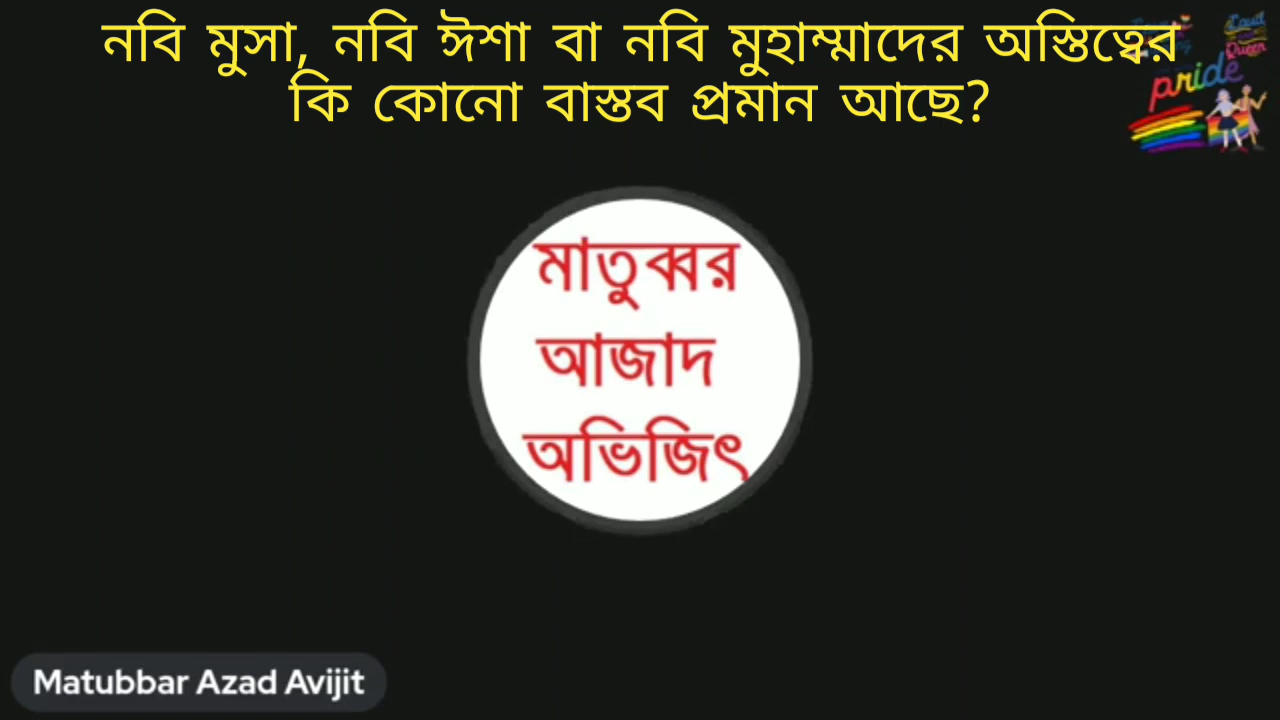 নবি মুসা, নবি ঈশা বা নবি মুহাম্মাদের অস্তিত্বের
কি কোনো বাস্তব প্রমান আছে?
pride
মাতুব্বর
আজাদ
অভিজিৎ
Matubbar Azad Avijit